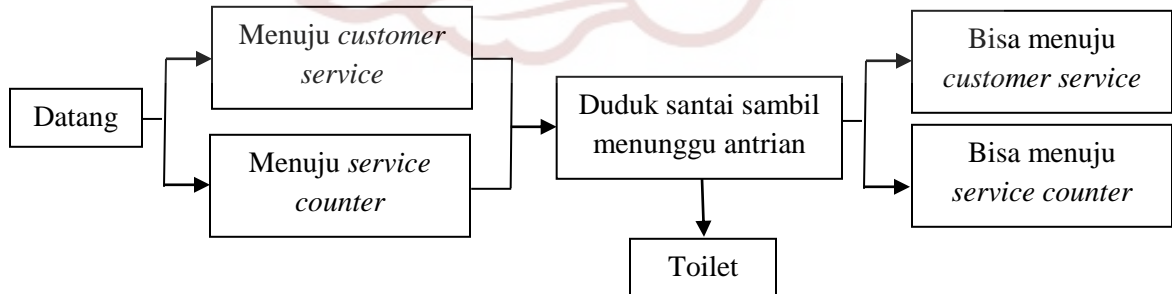 Datang
Menuju customer
service
Menuju service
counter
Duduk santai sambil
menunggu antrian
Toilet
Bisa menuju
customer service
Bisa menuju
service counter